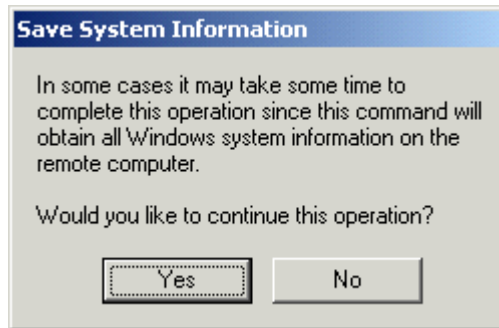 Save System Information
In some cases it may take some time to
complete this operation since this command will
obtain all Windows system information on the
remote computer.
Would you like to continue this operation?
Yes
No